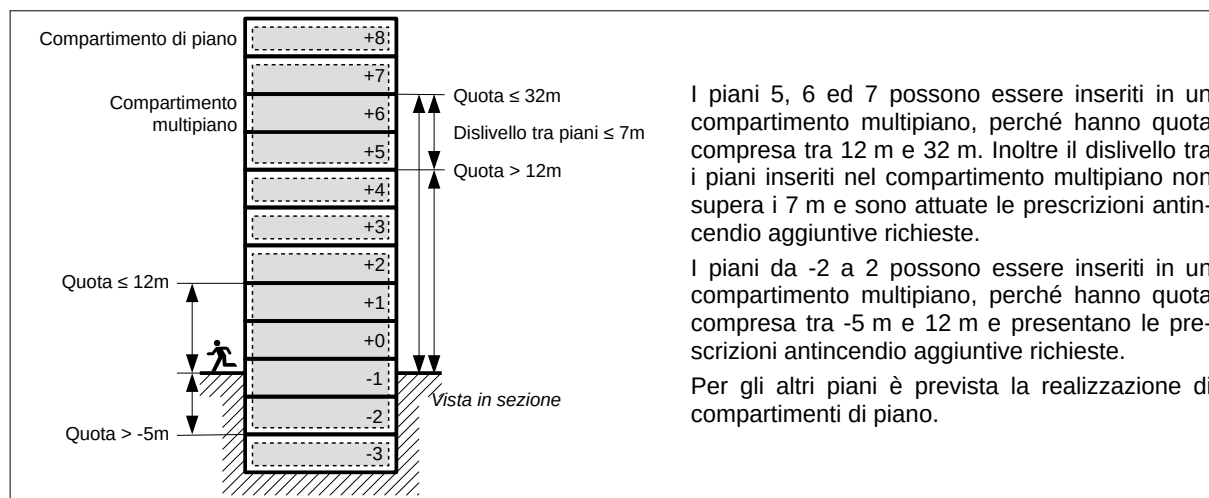 Compartimento di piano
Compartimento
multipiano
Quota ≤ 12m
Quota > -5m
+8
+7
+6
+5
+4
+3
+2
+1
+0
-1
-2
-3
Quota ≤ 32m
Dislivello tra piani ≤ 7m
Quota > 12m
Vista in sezione
I piani 5, 6 ed 7 possono essere inseriti in un
compartimento multipiano, perché hanno quota
compresa tra 12 m e 32 m. Inoltre il dislivello tra
i piani inseriti nel compartimento multipiano non
supera i 7 m e sono attuate le prescrizioni antin-
cendio aggiuntive richieste.
I piani da -2 a 2 possono essere inseriti in un
compartimento multipiano, perché hanno quota
compresa tra -5 m e 12 m e presentano le pre-
scrizioni antincendio aggiuntive richieste.
Per gli altri piani è prevista la realizzazione di
compartimenti di piano.